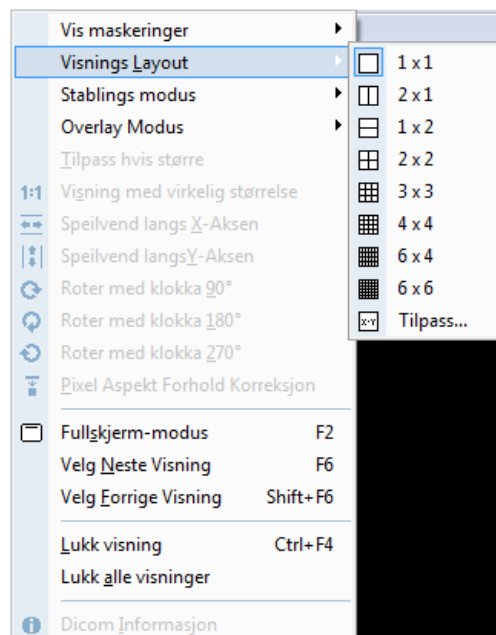 Vis maskeringer
Visnings Layout
Stablings modus
Overlay Modus
Tilpass hvis større
1:1 Visning med virkelig størrelse
Speilvend langs X-Aksen
Speilvend langsY-Aksen
Roter med klokka 90°
Roter med klokka 180°
Roter med klokka 270°
Pixel Aspekt Forhold Korreksjon
Fullskjerm-modus F2
Velg Neste Visning F6
Velg Forrige Visning Shift+F6
Lukk visning Ctrl+F4
Lukk alle visninger
Dicom Informasjon
1 x 1
2 x 1
1 x 2
2 x 2
3 x 3
4 x 4
6 x 4
6 x 6
x-y Tilpass...